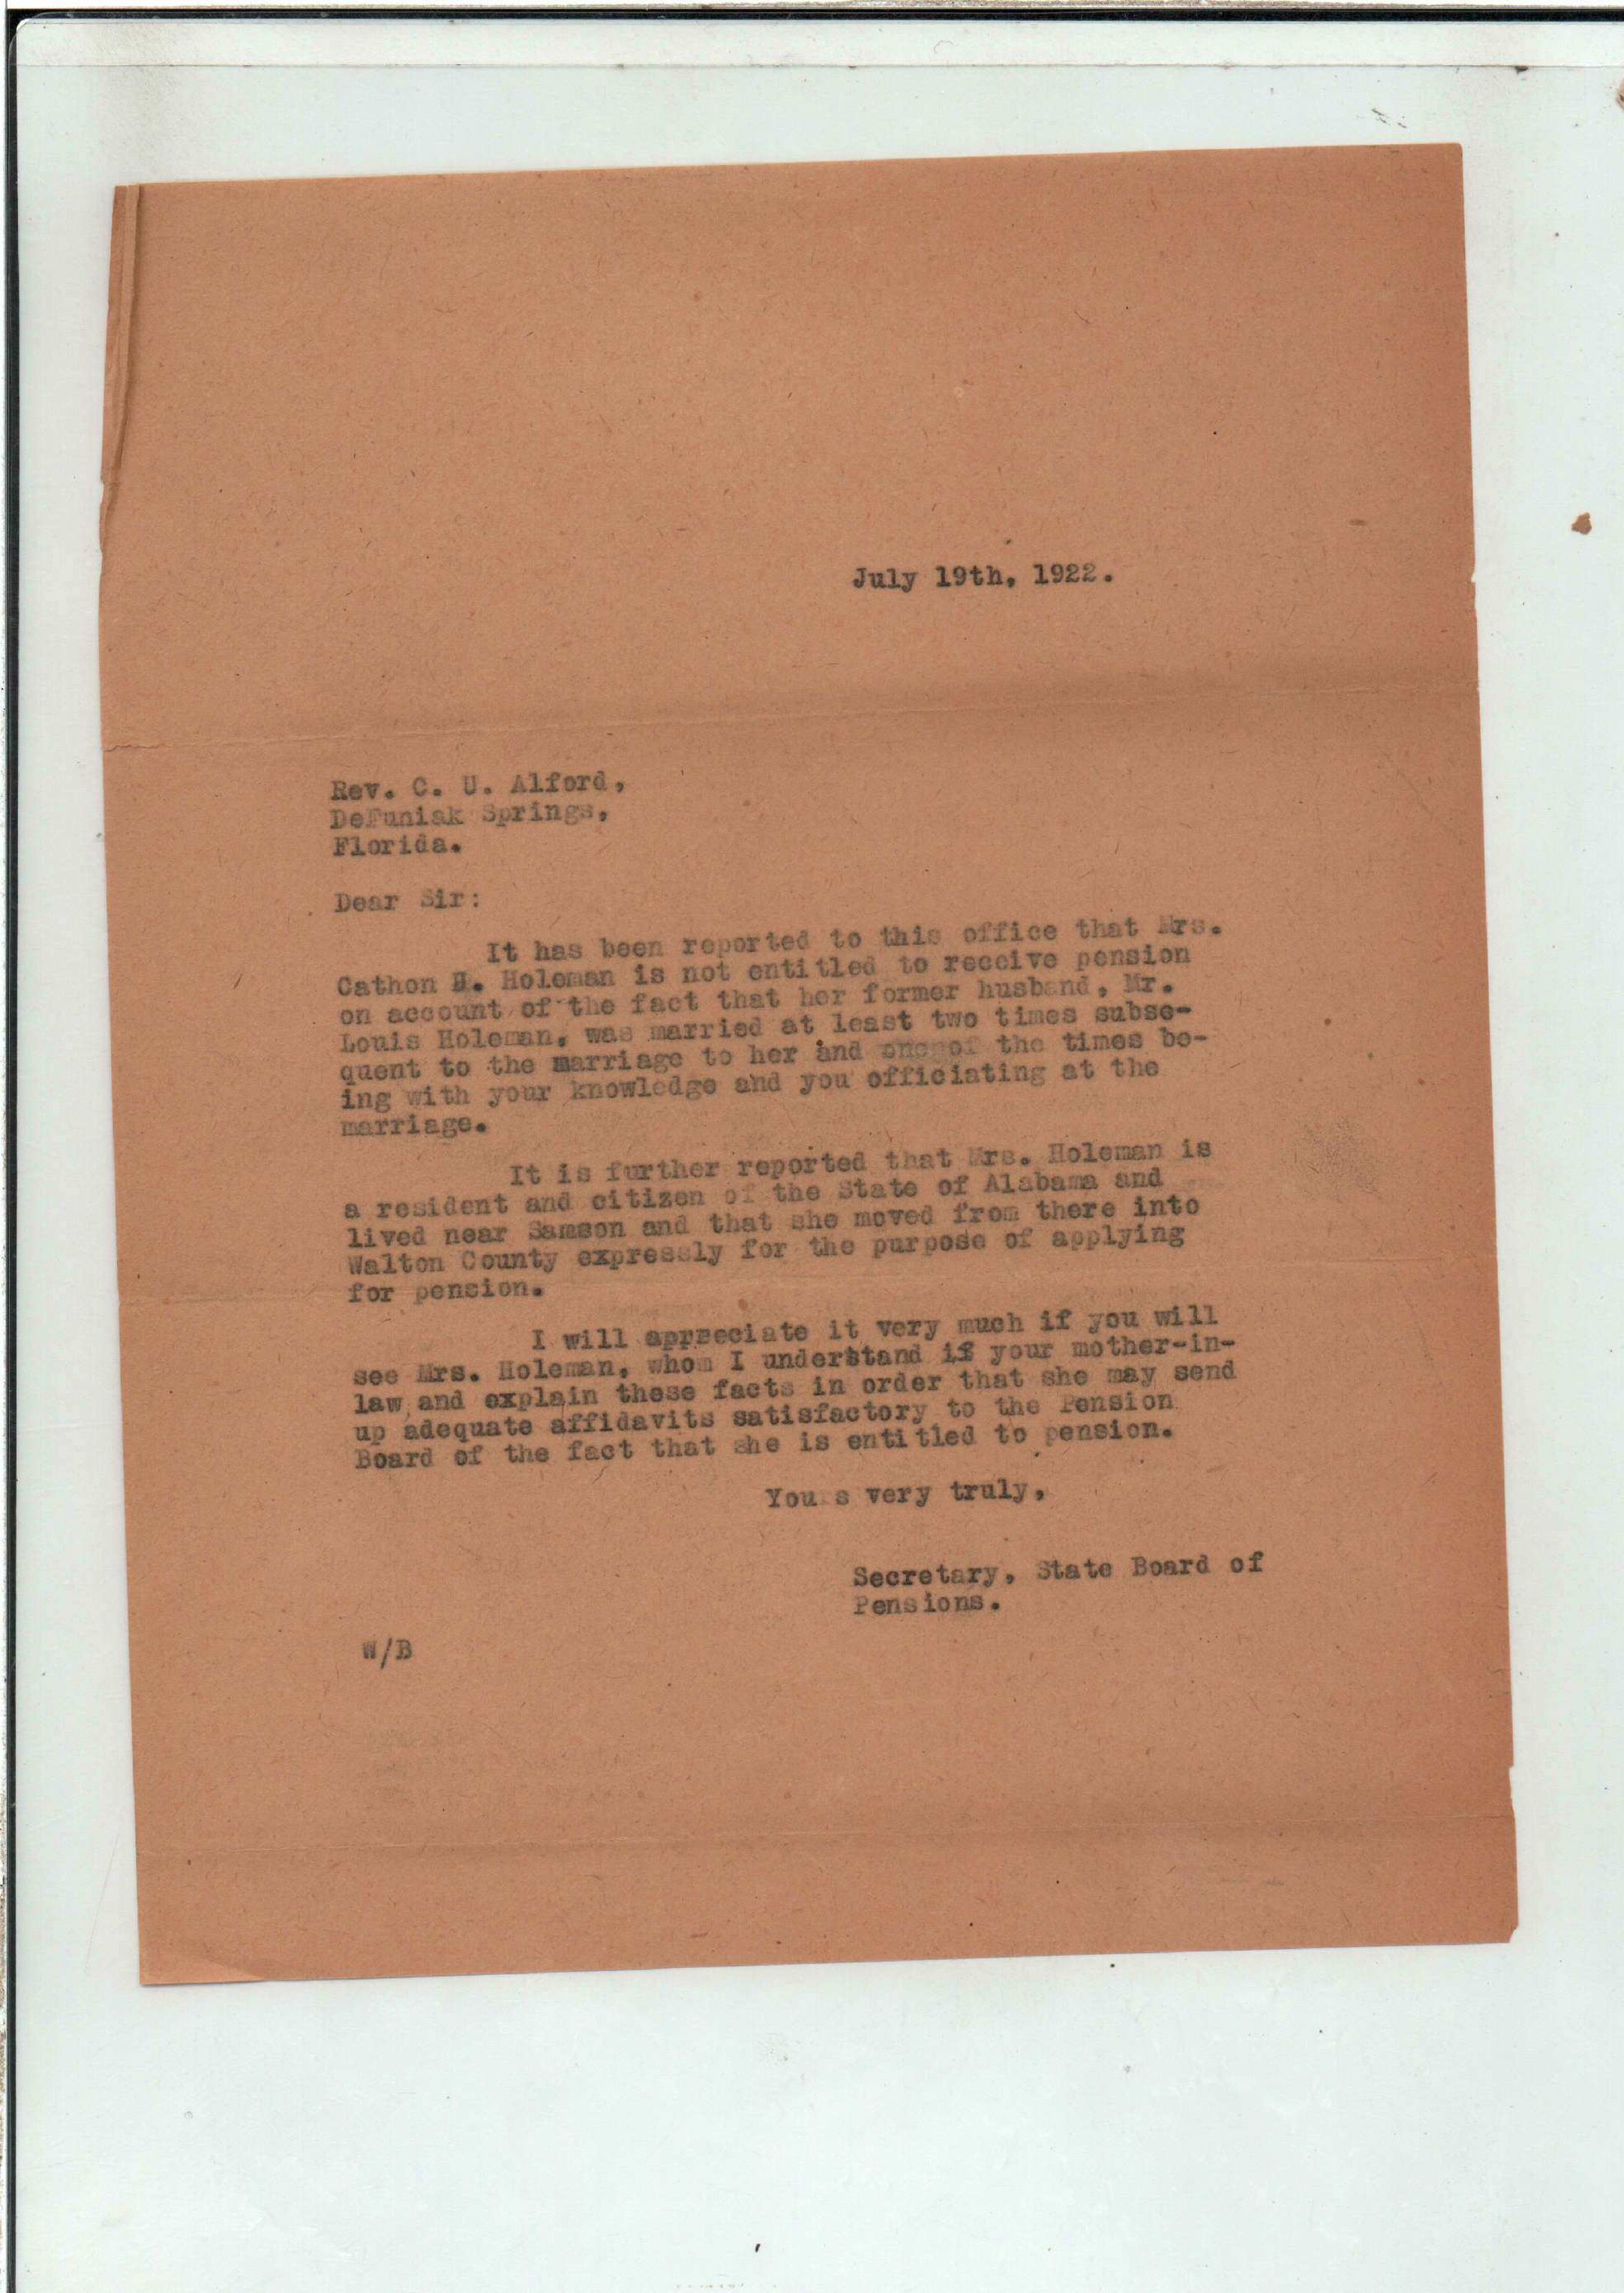 July 19th, 1922.
Rev. C. U. Alford,
DeFuniak Springs,
Florida.
Dear Sir:
It has been reported to this office that Mrs.
Cathon H. Holeman is not entitled to receive pension
on account of the fact that her former husband, Mr.
Louis Holeman, was married at least two times subse-
quent to the marriage to her and one of the times be-
ing with your knowledge and you officiating at the
marriage.
It is further reported that Mrs. Holeman is
a resident and citizen of the State of Alabama and
lived near Samson and that she moved from there into
Walton County expressly for the purpose of applying
for pension.
I will appreciate it very much if you will
see Mrs. Holeman, whom I understand if your mother-in-
law and explain these facts in order that she may send
up adequate affidavits satisfactory to the Pension
Board of the fact that she is entitled to pension.
Yours very truly,
Secretary, State Board of
Pensions.
W/B